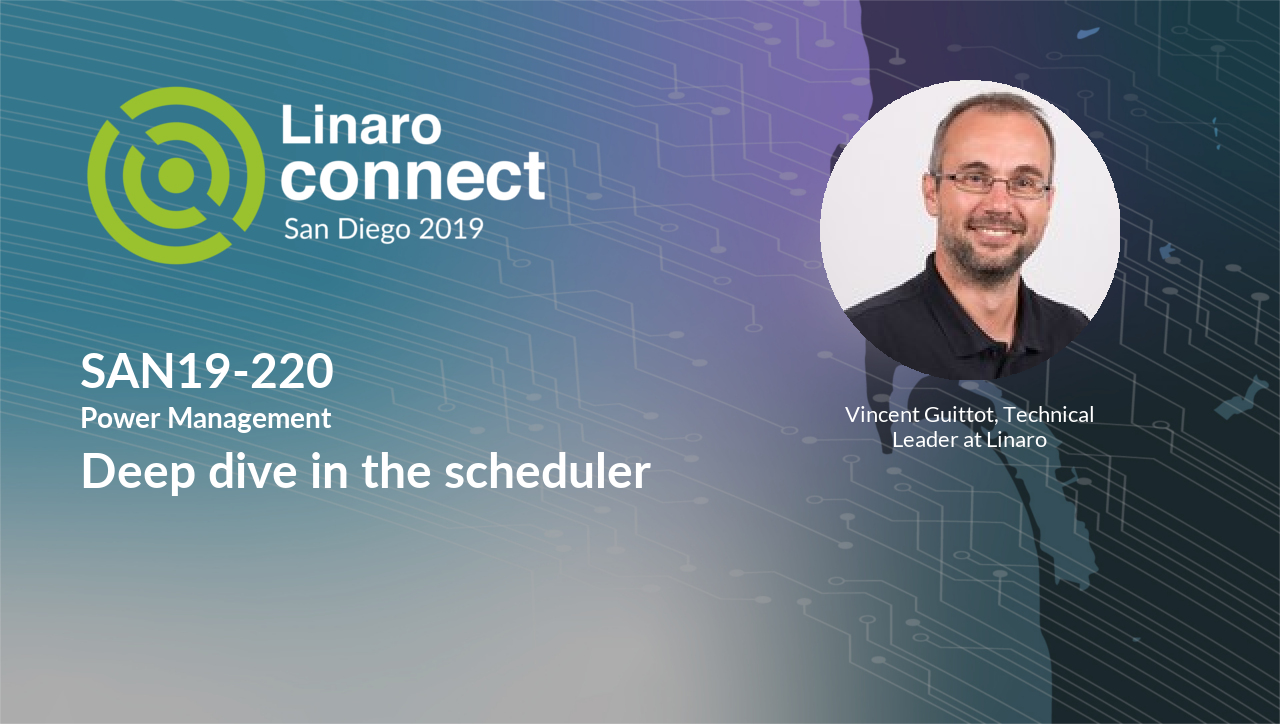 Linaro
connect
San Diego 2019
SAN19-220
Power Management
Deep dive in the scheduler
Vincent Guittot, Technical
Leader at Linaro